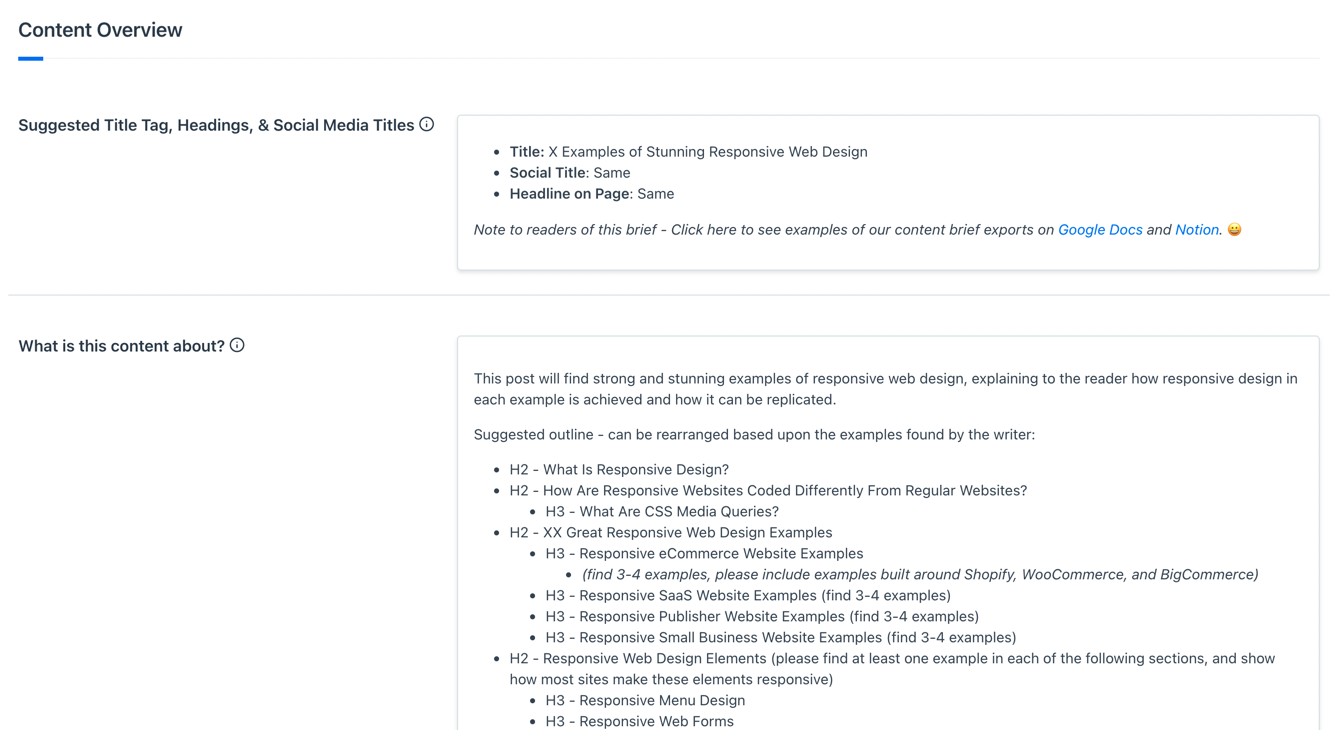 Content Overview
Suggested Title Tag, Headings, & Social Media Titles
Title: X Examples of Stunning Responsive Web Design
Social Title: Same
Headline on Page: Same
Note to readers of this brief - Click here to see examples of our content brief exports on Google Docs and Notion. 😀
What is this content about?
This post will find strong and stunning examples of responsive web design, explaining to the reader how responsive design in
each example is achieved and how it can be replicated.
Suggested outline - can be rearranged based upon the examples found by the writer:
H2 - What Is Responsive Design?
H2 - How Are Responsive Websites Coded Differently From Regular Websites?
H3 - What Are CSS Media Queries?
H2 - XX Great Responsive Web Design Examples
H3 - Responsive eCommerce Website Examples
(find 3-4 examples, please include examples built around Shopify, WooCommerce, and BigCommerce)
H3 - Responsive SaaS Website Examples (find 3-4 examples)
H3 - Responsive Publisher Website Examples (find 3-4 examples)
H3 - Responsive Small Business Website Examples (find 3-4 examples)
H2 - Responsive Web Design Elements (please find at least one example in each of the following sections, and show
how most sites make these elements responsive)
H3 - Responsive Menu Design
H3 - Responsive Web Forms